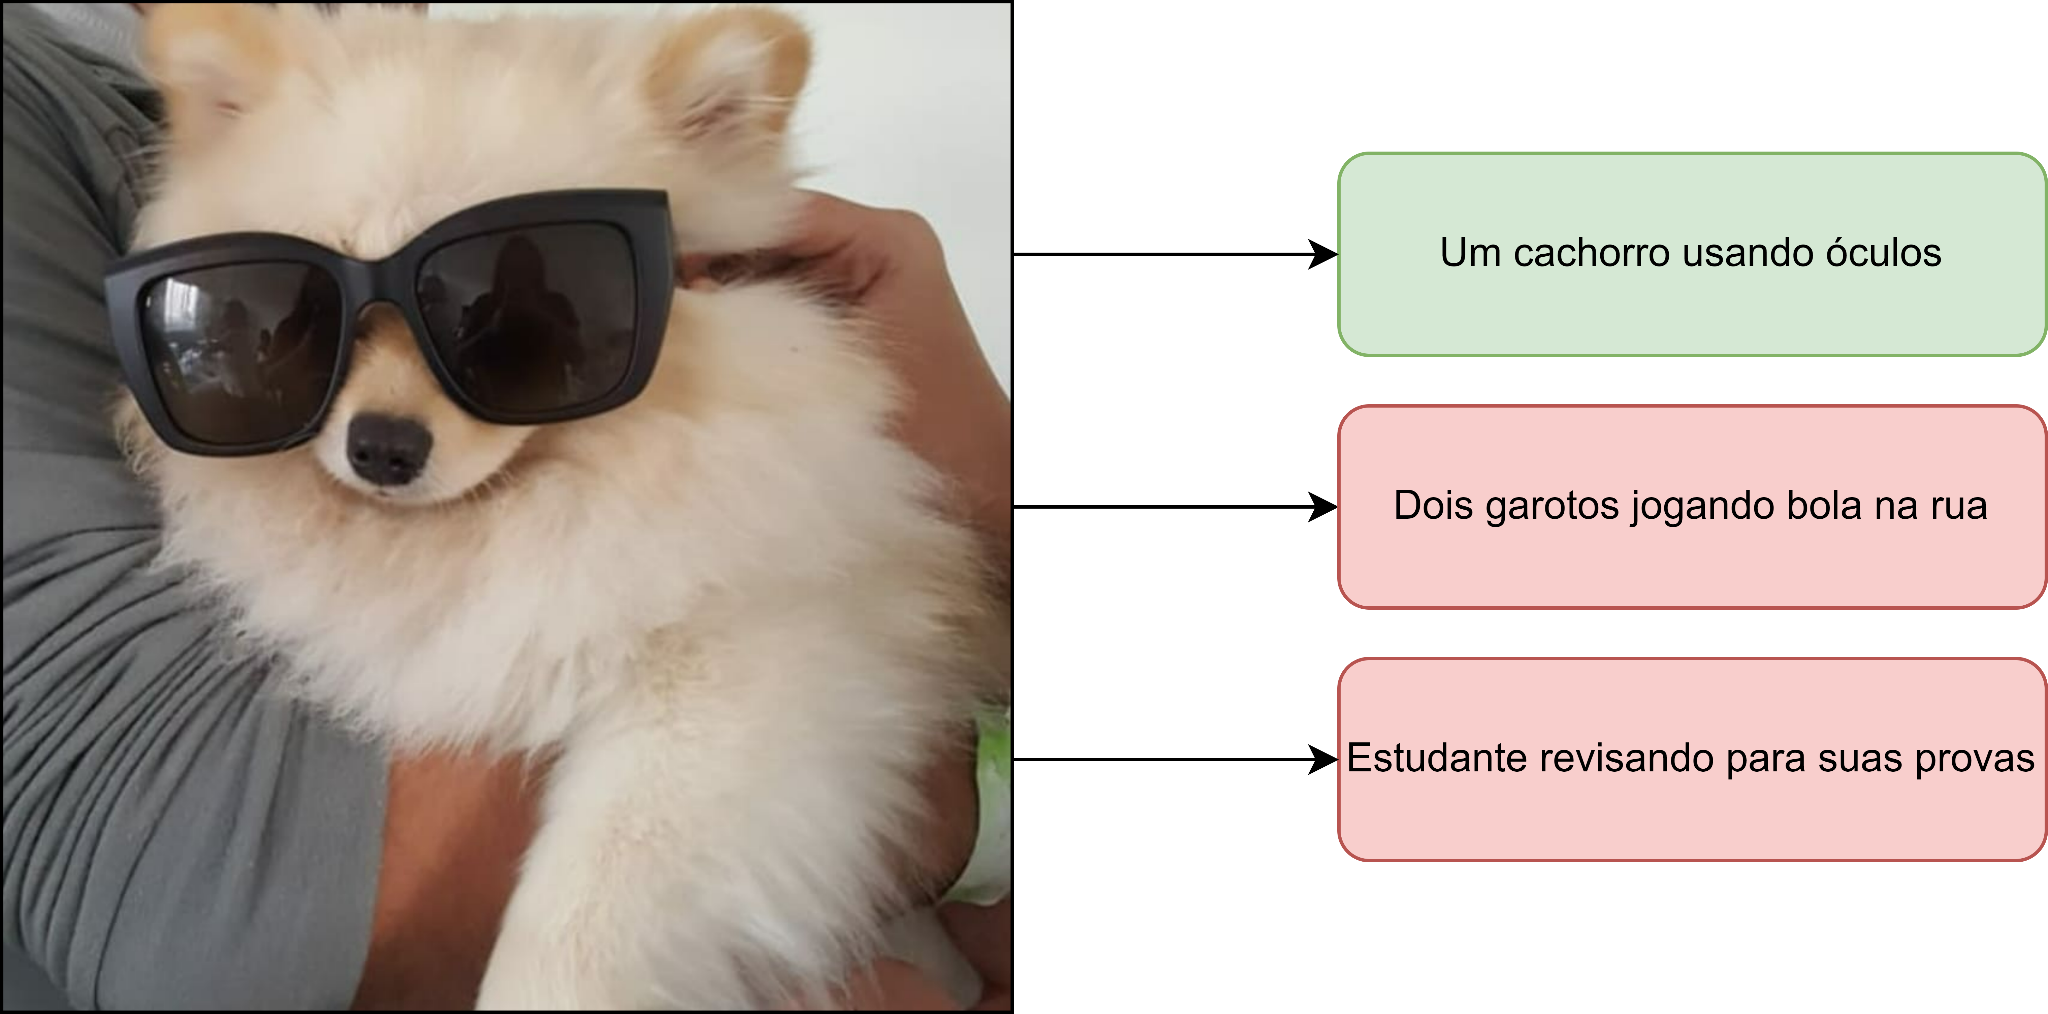 Um cachorro usando óculos
Dois garotos jogando bola na rua
Estudante revisando para suas provas